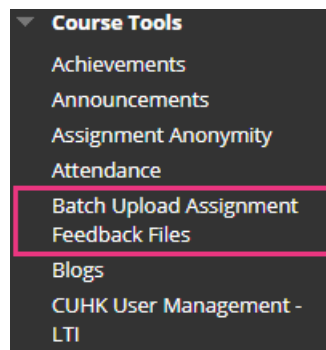 Course Tools
Achievements
Announcements
Assignment Anonymity
Attendance
Batch Upload Assignment
Feedback Files
Blogs
CUHK User Management -
LTI